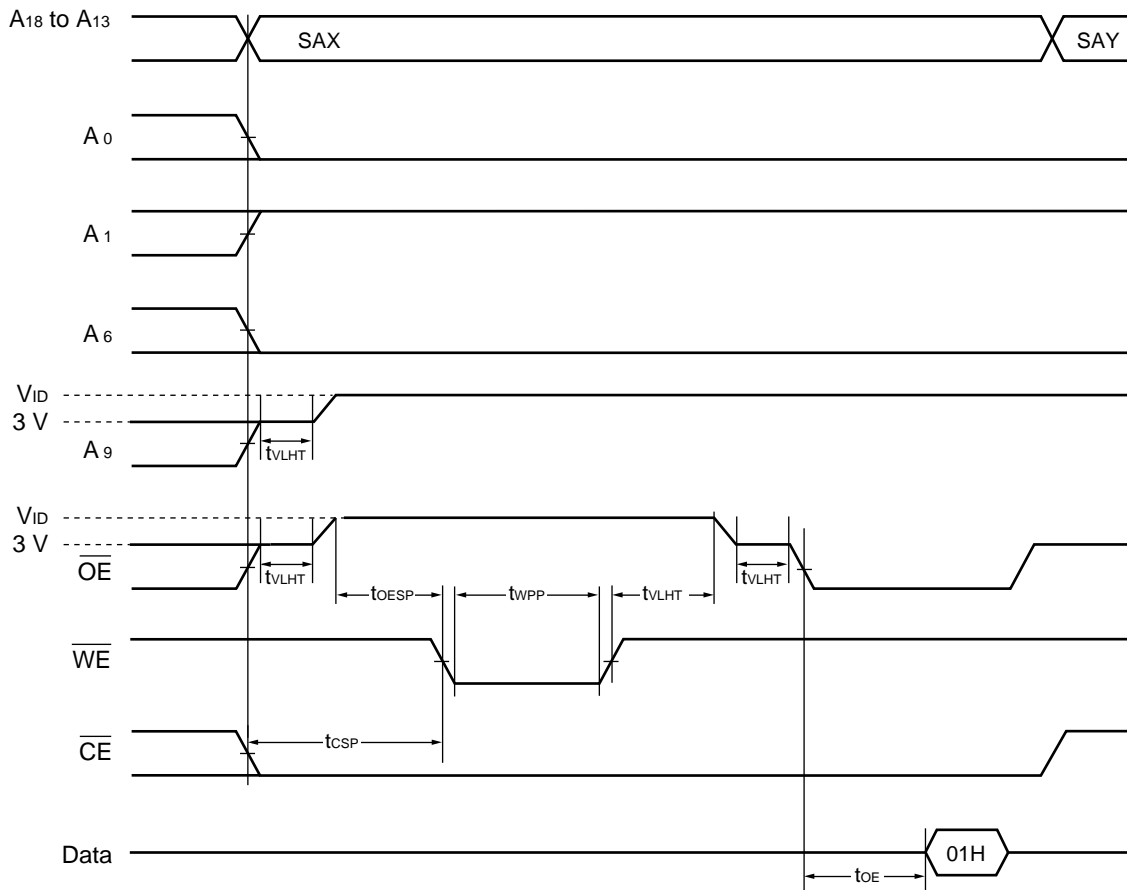 A18 to A13
SAX
SAY
A0
A1
A6
VID
3 V
A9
tVLHT
VID
3 V
OE
tVLHT
tVLHT
tOESP
tWPP
tVLHT
WE
CE
tCSP
Data
01H
tOE